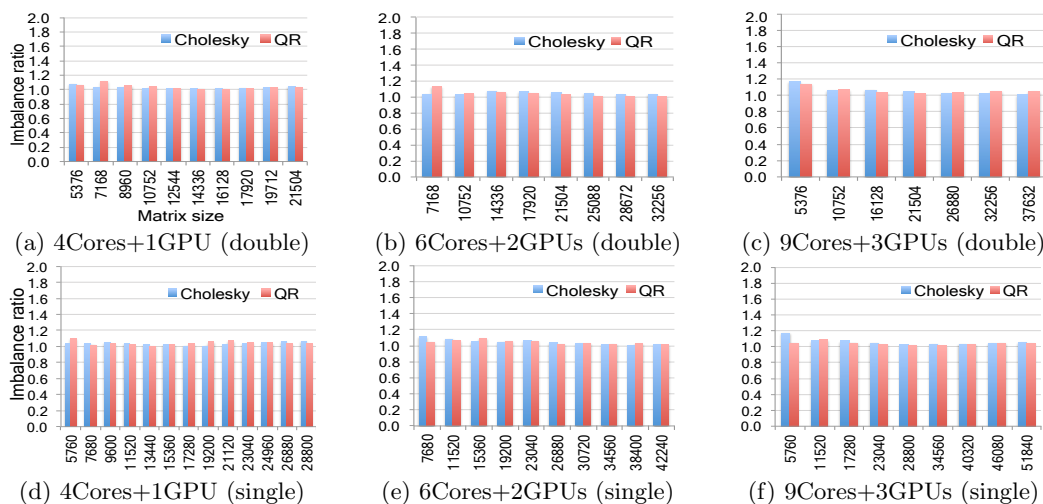 2.0 1.8 1.6 1.4 1.2 1.0 0.8 0.6 0.4 0.2 0.0
Imbalance ratio
Cholesky QR
5376 7168 8960 10752 12544 14336 16128 17920 19712 21504
Matrix size
(a) 4Cores+1GPU (double)
2.0 1.8 1.6 1.4 1.2 1.0 0.8 0.6 0.4 0.2 0.0
Cholesky QR
7168 10752 14336 17920 21504 25088 28672 32256
(b) 6Cores+2GPUs (double)
2.0 1.8 1.6 1.4 1.2 1.0 0.8 0.6 0.4 0.2 0.0
Cholesky QR
5376 10752 16128 21504 26880 32256 37632
(c) 9Cores+3GPUs (double)
2.0 1.8 1.6 1.4 1.2 1.0 0.8 0.6 0.4 0.2 0.0
Imbalance ratio
Cholesky QR
5760 7680 9600 11520 13440 15360 17280 19200 21120 23040 24960 26880 28800
(d) 4Cores+1GPU (single)
2.0 1.8 1.6 1.4 1.2 1.0 0.8 0.6 0.4 0.2 0.0
Cholesky QR
7680 11520 15360 19200 23040 26880 30720 34560 38400 42240
(e) 6Cores+2GPUs (single)
2.0 1.8 1.6 1.4 1.2 1.0 0.8 0.6 0.4 0.2 0.0
Cholesky QR
5760 11520 17280 23040 28800 34560 40320 46080 51840
(f) 9Cores+3GPUs (single)